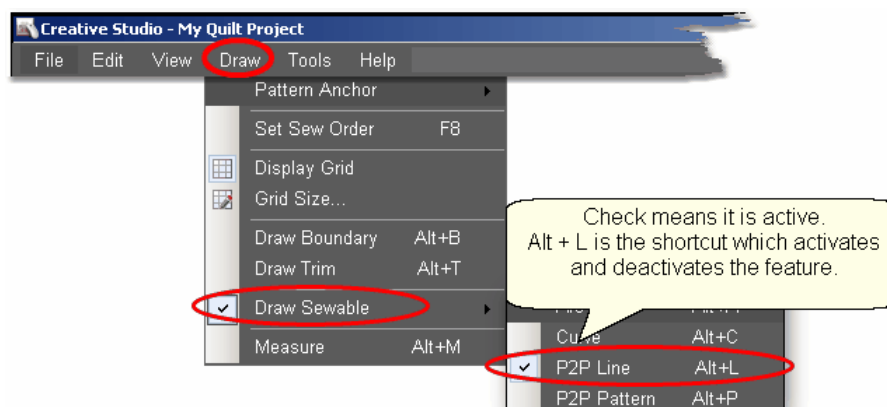 Creative Studio - My Quilt Project
File Edit View Draw Tools Help
Pattern Anchor
Set Sew Order F8
Display Grid
Grid Size...
Draw Boundary Alt+B
Draw Trim Alt+T
Draw Sewable
Measure Alt+M
Check means it is active.
Alt + L is the shortcut which activates
and deactivates the feature.
Curve Alt+C
P2P Line Alt+L
P2P Pattern Alt+P